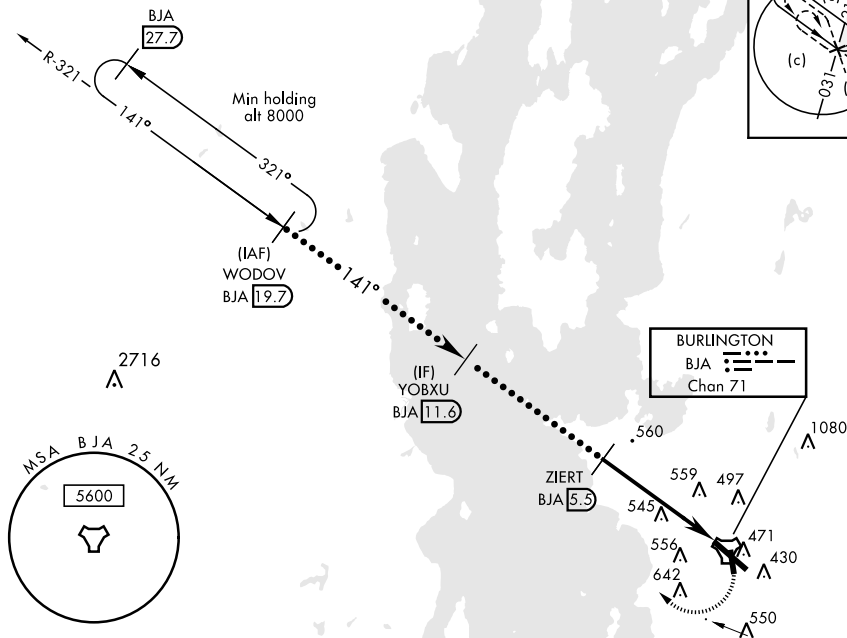 BJA
27.7
R-321
141°
Min holding
alt 8000
321°
(c)
031
(IAF)
WODOV
BJA 19.7
141°
2716
(IF)
YOBXU
BJA 11.6
BURLINGTON
BJA
Chan 71
560
1080
MSA BJA 25 NM
5600
ZIERT
BJA 5.5
559
497
545
471
556
430
642
550